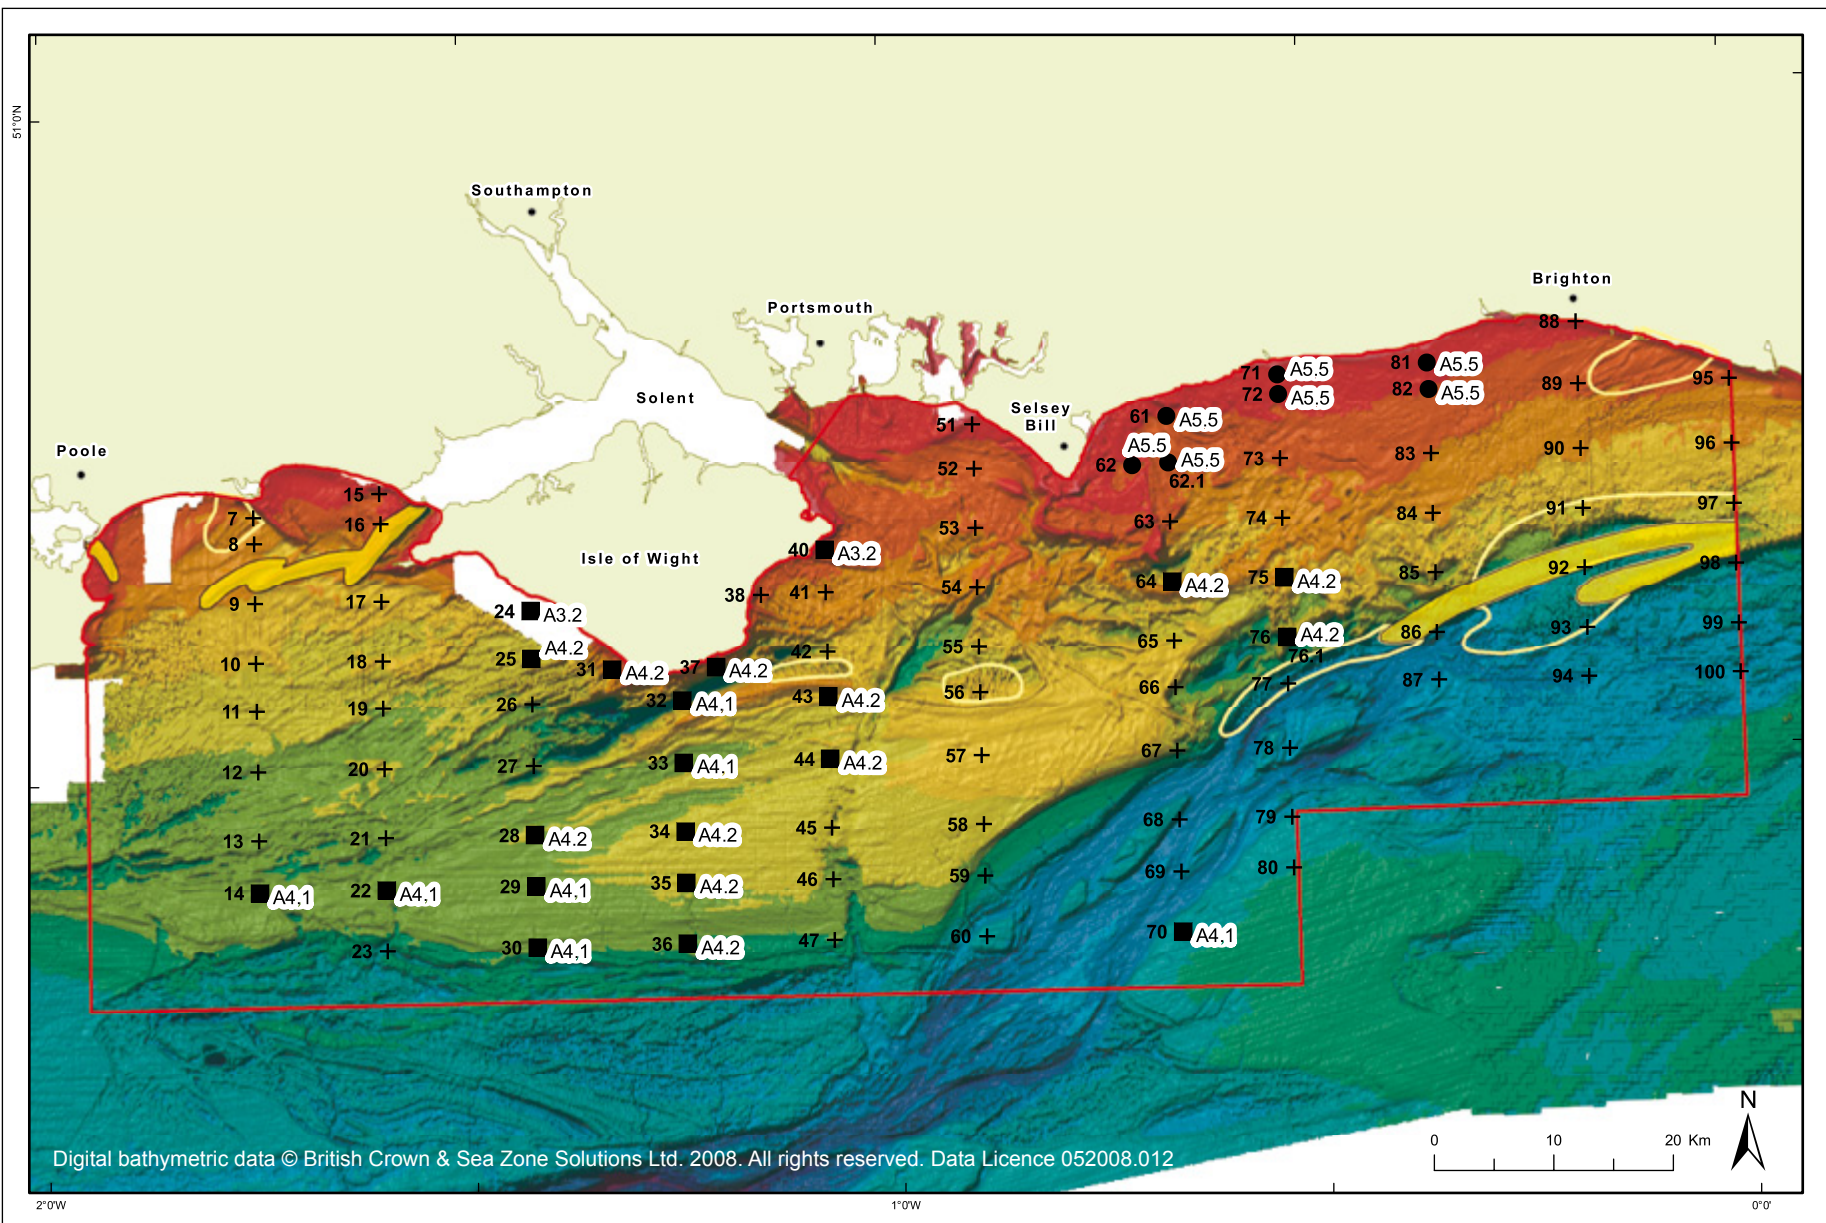 51°0'N
Southampton
Portsmouth
Brighton
Solent
Selsey
Bill
Poole
Isle of Wight
88
71 A5.5
81 A5.5
72 A5.5
82 A5.5
89
95
61 A5.5
51
A5.5
62
A5.5
62.1
52
73
83
90
96
15
7
16
8
53
63
74
84
91
97
40 A3.2
9
17
24 A3.2
38
41
54
64 A4.2
75 A4.2
85
92
98
10
18
25 A4.2
31 A4.2
37 A4.2
42
55
65
76 A4.2
76.1
86
93
99
11
19
26
32 A4,1
43 A4.2
56
66
77
87
94
100
12
20
27
33 A4,1
44 A4.2
57
67
78
13
21
28 A4.2
34 A4.2
45
58
68
79
14 A4,1
22 A4,1
29 A4,1
35 A4.2
46
59
69
80
23
30 A4,1
36 A4.2
47
60
70 A4,1
N
0 10 20 Km
Digital bathymetric data © British Crown & Sea Zone Solutions Ltd. 2008. All rights reserved. Data Licence 052008.012
2°0'W 1°0'W 0°0'